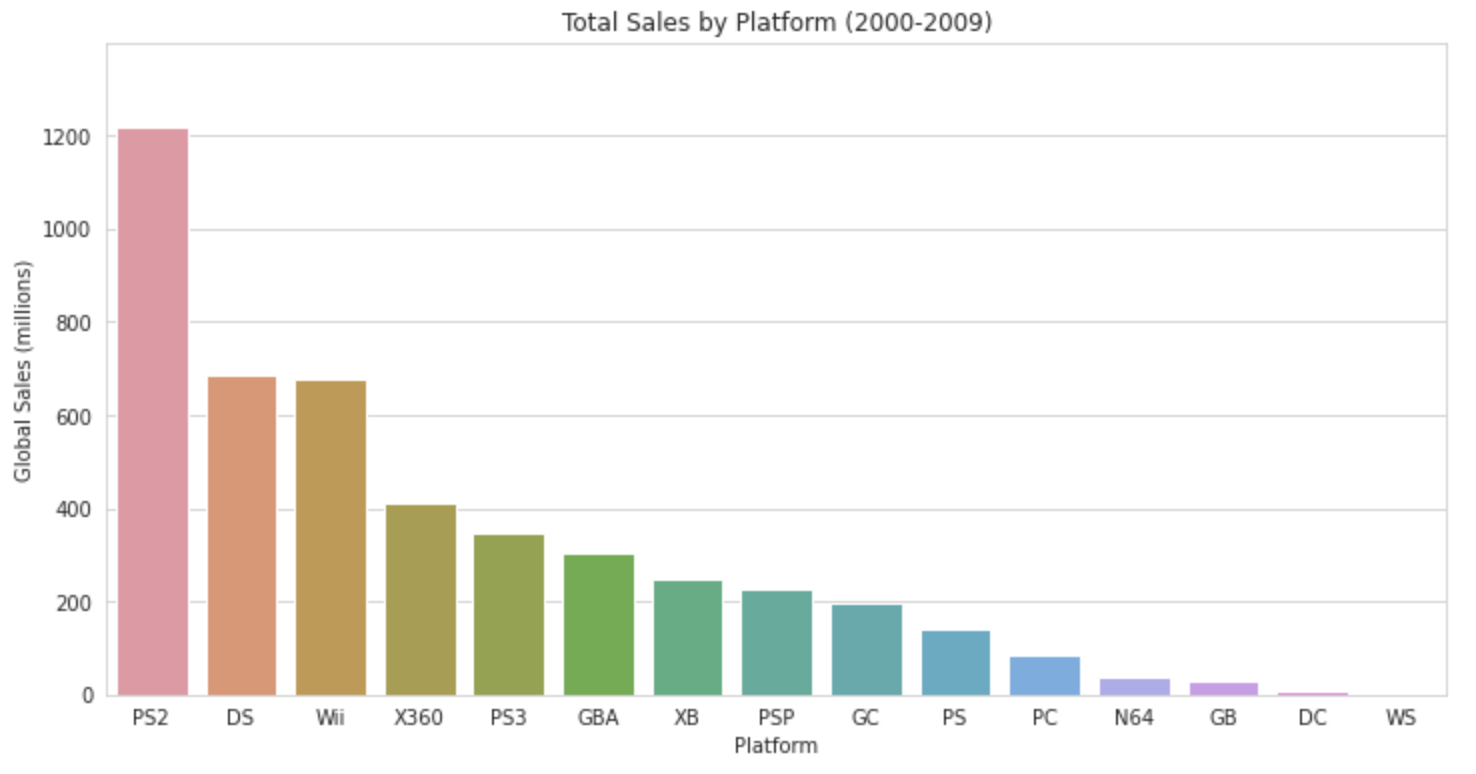 Total Sales by Platform (2000-2009)
Global Sales (millions)
1200
1000
800
600
400
200
0
PS2 DS Wii X360 PS3 GBA XB PSP GC PS PC N64 GB DC WS
Platform